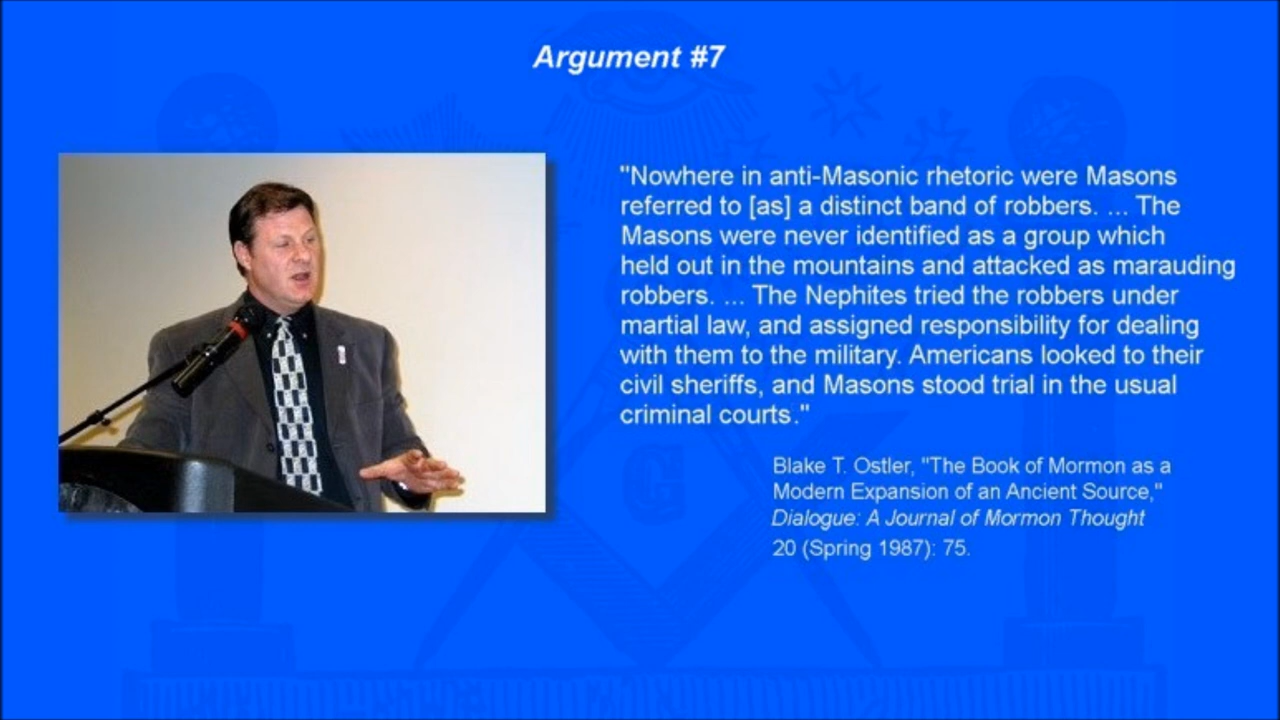 Argument #7
"Nowhere in anti-Masonic rhetoric were Masons
referred to [as] a distinct band of robbers. ... The
Masons were never identified as a group which
held out in the mountains and attacked as marauding
robbers. ... The Nephites tried the robbers under
martial law, and assigned responsibility for dealing
with them to the military. Americans looked to their
civil sheriffs, and Masons stood trial in the usual
criminal courts."
Blake T. Ostler, "The Book of Mormon as a
Modern Expansion of an Ancient Source,"
Dialogue: A Journal of Mormon Thought
20 (Spring 1987): 75.
G